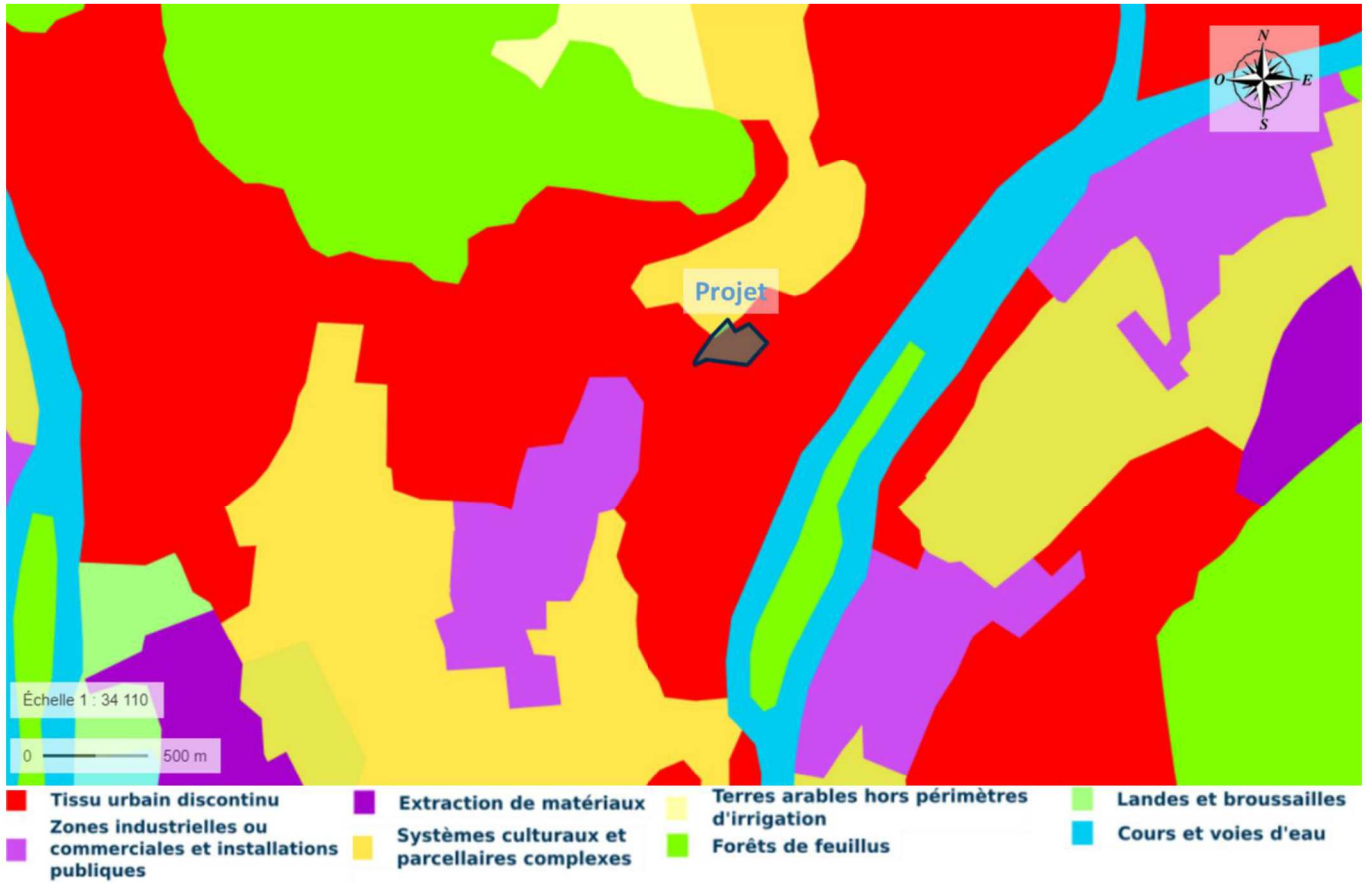 N
O
E
S
Projet
Échelle 1 : 34 110
0
500 m
Tissu urbain discontinu
Zones industrielles ou
commerciales et installations
publiques
Extraction de matériaux
Systèmes culturaux et
parcellaires complexes
Terres arables hors périmètres
d'irrigation
Forêts de feuillus
Landes et broussailles
Cours et voies d'eau